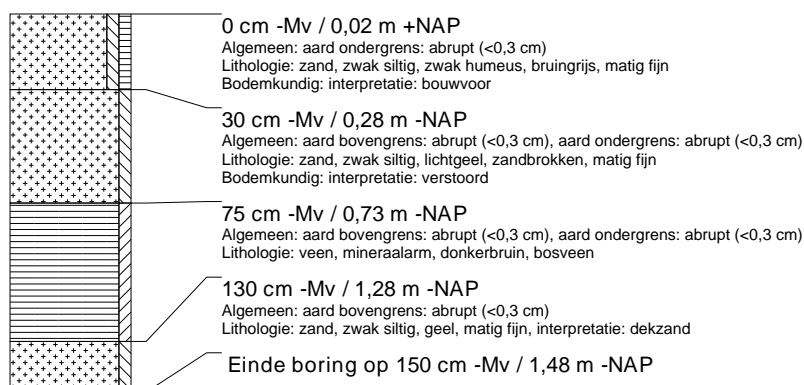 0 cm -Mv / 0,02 m +NAP
Algemeen: aard ondergrens: abrupt (<0,3 cm)
Lithologie: zand, zwak siltig, zwak humeus, bruingrijs, matig fijn
Bodemkundig: interpretatie: bouwvoor
30 cm -Mv / 0,28 m -NAP
Algemeen: aard bovengrens: abrupt (<0,3 cm), aard ondergrens: abrupt (<0,3 cm)
Lithologie: zand, zwak siltig, lichtgeel, zandbrokken, matig fijn
Bodemkundig: interpretatie: verstoord
75 cm -Mv / 0,73 m -NAP
Algemeen: aard bovengrens: abrupt (<0,3 cm), aard ondergrens: abrupt (<0,3 cm)
Lithologie: veen, mineraalarm, donkerbruin, bosveen
130 cm -Mv / 1,28 m -NAP
Algemeen: aard bovengrens: abrupt (<0,3 cm)
Lithologie: zand, zwak siltig, geel, matig fijn, interpretatie: dekzand
Einde boring op 150 cm -Mv / 1,48 m -NAP